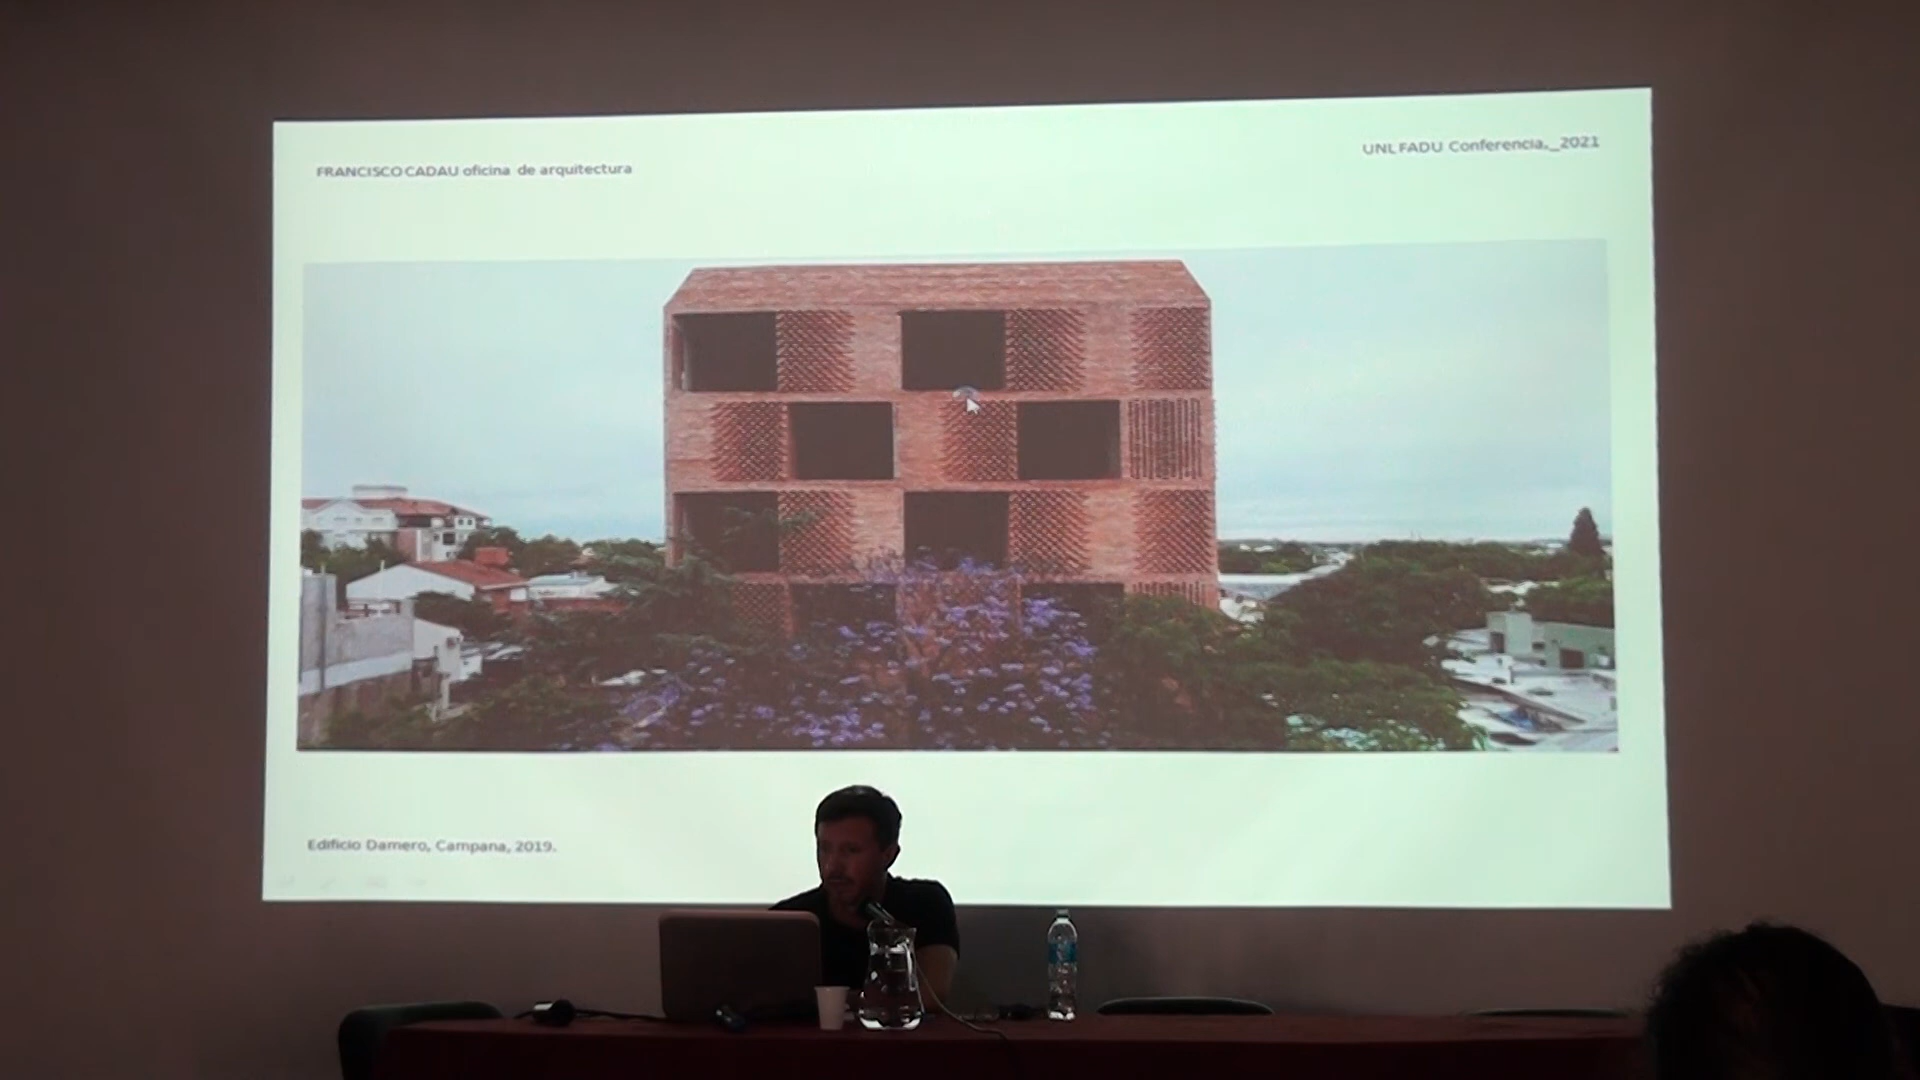 FRANCISCO CADAU oficina de arquitectura
UNL FADU Conferencia._2021
Edificio Damero, Campana, 2019.